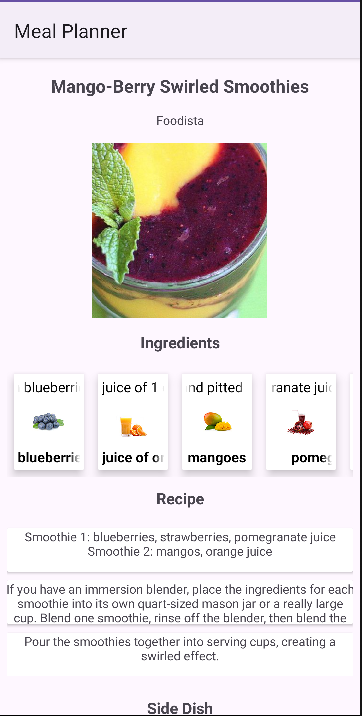 Meal Planner
Mango-Berry Swirled Smoothies
Foodista
Ingredients
blueberri juice of 1 nd pitted ranate juic
blueberrie juice of or mangoes pomeg
Recipe
Smoothie 1: blueberries, strawberries, pomegranate juice
Smoothie 2: mangos, orange juice
If you have an immersion blender, place the ingredients for each
smoothie into its own quart-sized mason jar or a really large
cup. Blend one smoothie, rinse off the blender, then blend the
Pour the smoothies together into serving cups, creating a
swirled effect.
Side Dish